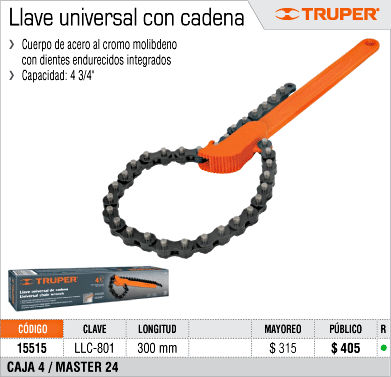 Llave universal con cadena
TRUPER
Cuerpo de acero al cromo molibdeno
con dientes endurecidos integrados
Capacidad: 4 3/4"
TRUPER
Llave universal de cadena
Universal chain wrench
CÓDIGO CLAVE LONGITUD MAYOREO PÚBLICO R
15515 LLC-801 300 mm $ 315 $ 405
CAJA 4 / MASTER 24